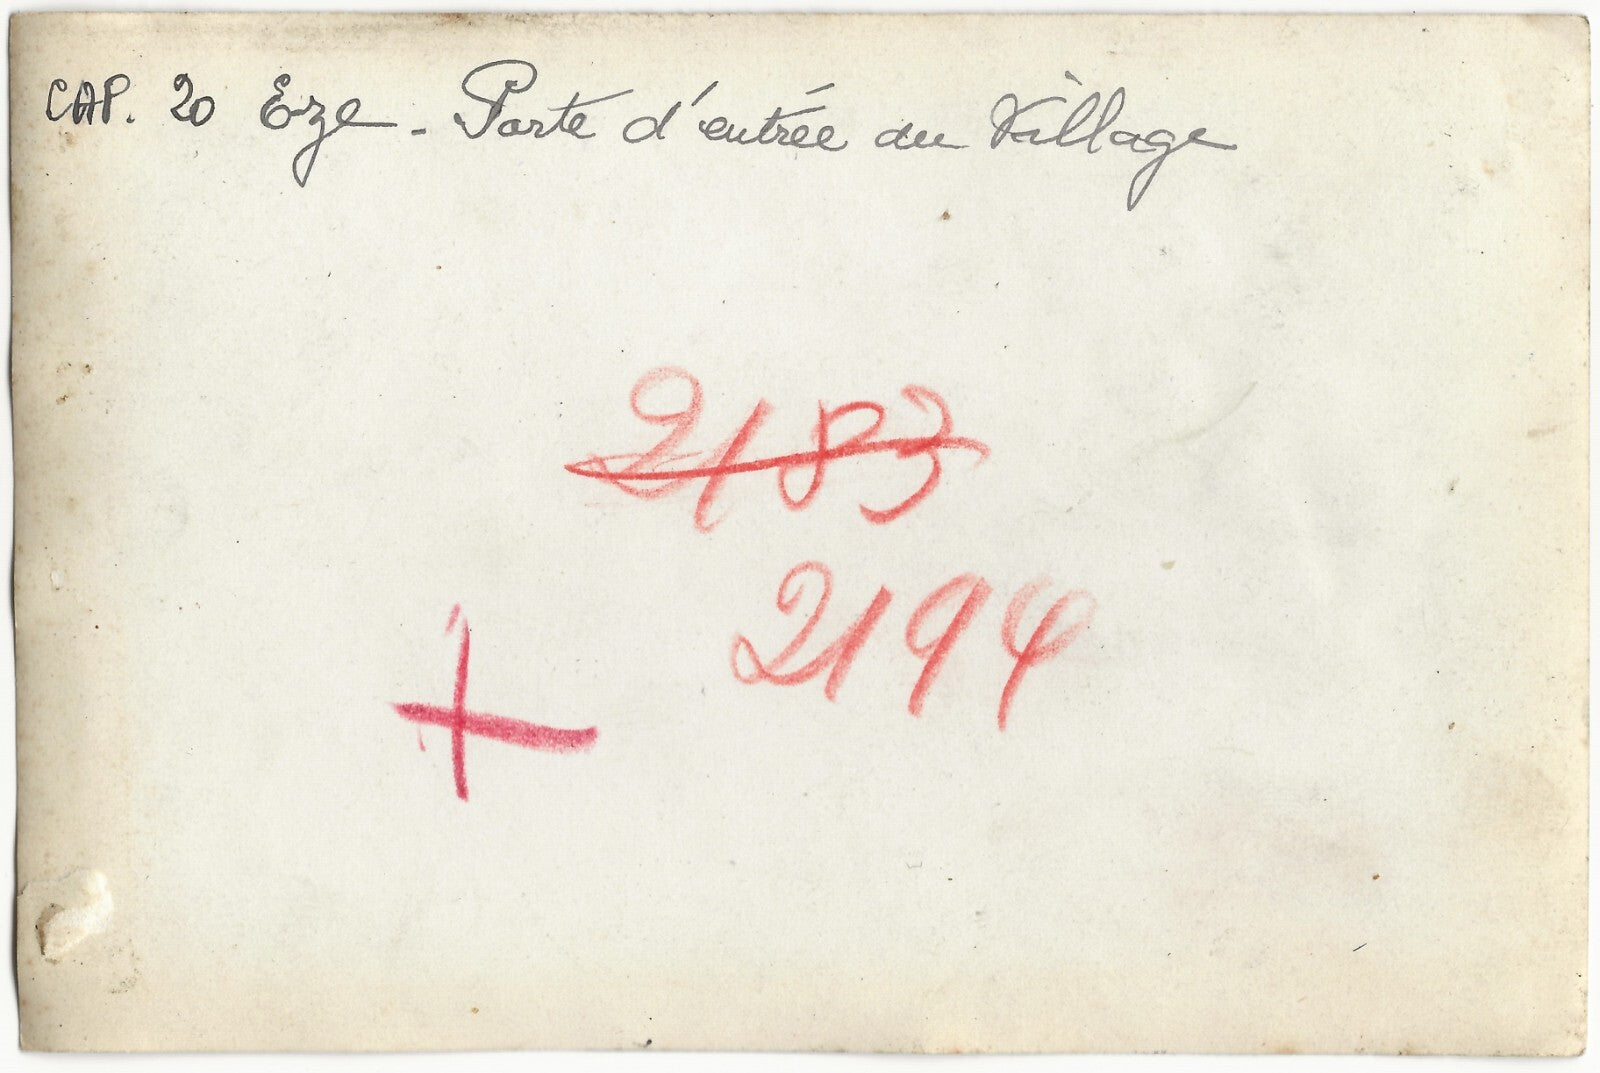 CAP. 20 Eze - Porte d'entrée du Village
2183
2194
+